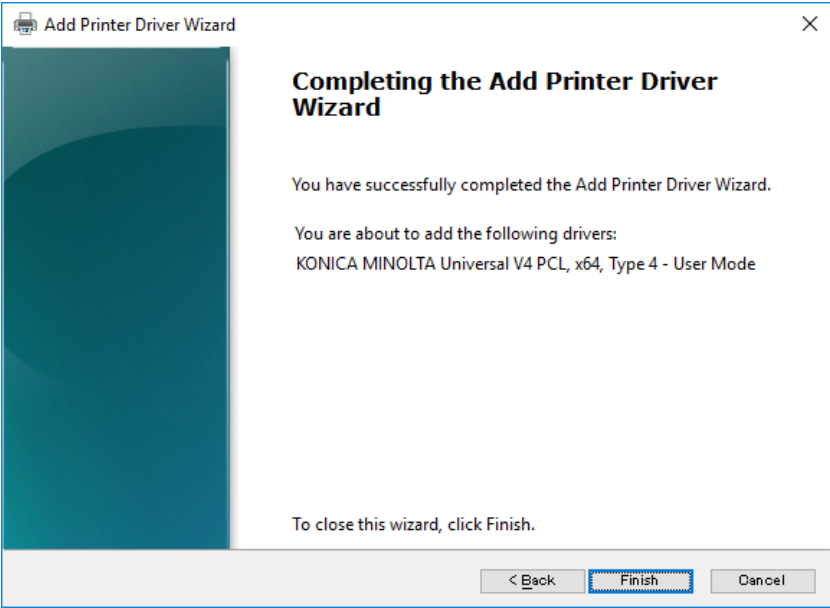 Add Printer Driver Wizard
Completing the Add Printer Driver
Wizard
You have successfully completed the Add Printer Driver Wizard.
You are about to add the following drivers:
KONICA MINOLTA Universal V4 PCL, x64, Type 4 - User Mode
To close this wizard, click Finish.
< Back
Finish
Cancel